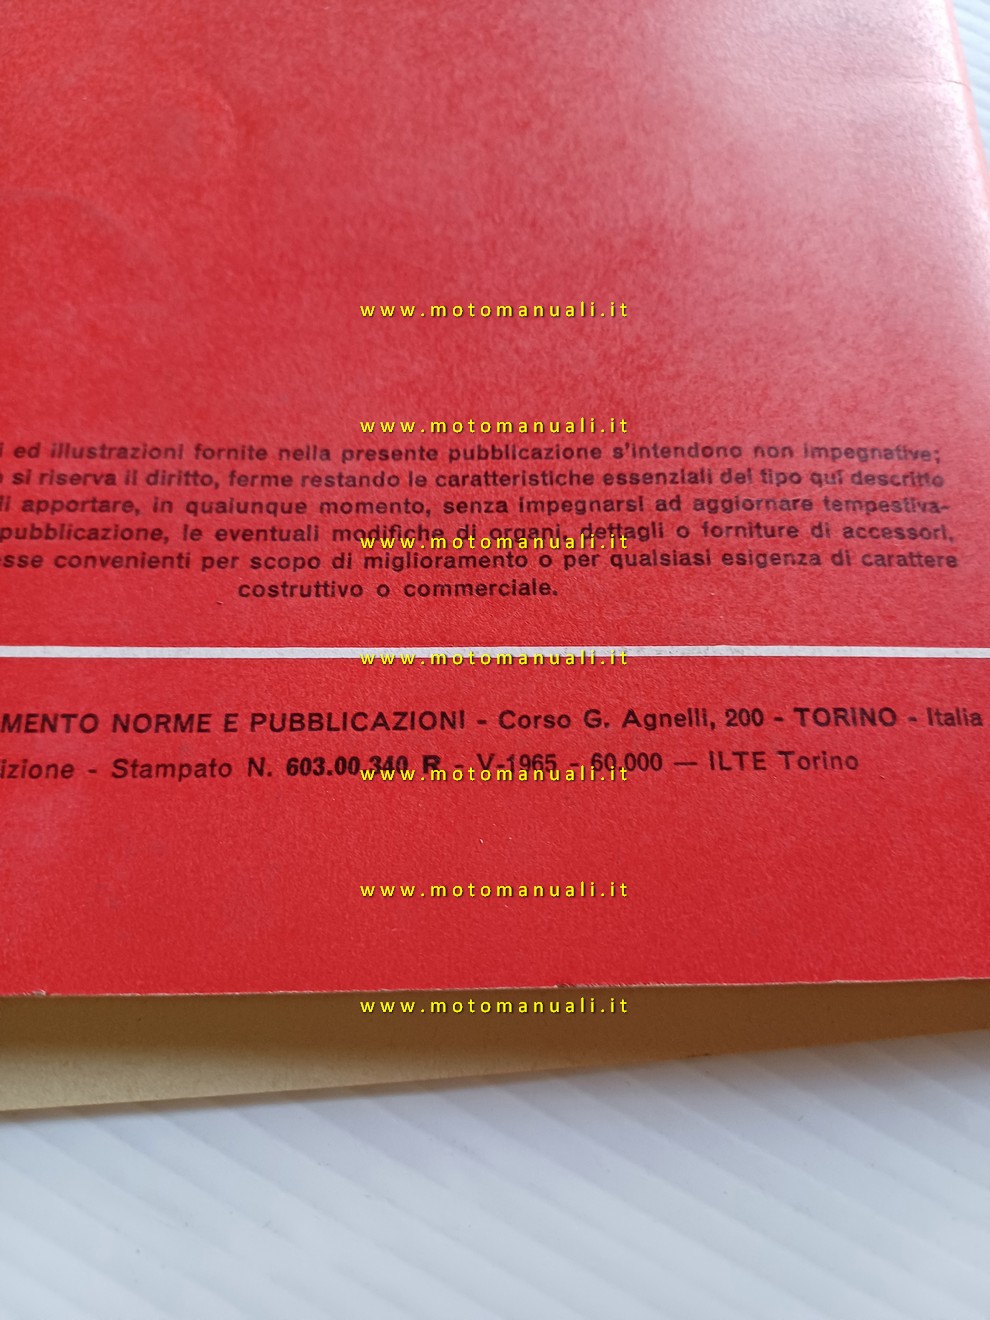 www.motomanuali.it
www.motomanuali.it
ed illustrazioni fornite nella presente pubblicazione s'intendono non impegnative;
si riserva il diritto, ferme restando le caratteristiche essenziali del tipo quì descritto
apportare, in qualunque momento, senza impegnarsi ad aggiornare tempestiva-
pubblicazione, le eventuali modifiche di organi, dettagli o forniture di accessori,
www.motomanuali.it
esse convenienti per scopo di miglioramento o per qualsiasi esigenza di carattere
costruttivo o commerciale.
www.motomanuali.it
MENTO NORME E PUBBLICAZIONI - Corso G. Agnelli, 200 - TORINO - Italia
izione - Stampato N. 603.00.340 R - V-1965 - 60.000 — ILTE Torino
www.motomanuali.it
www.motomanuali.it
www.motomanuali.it